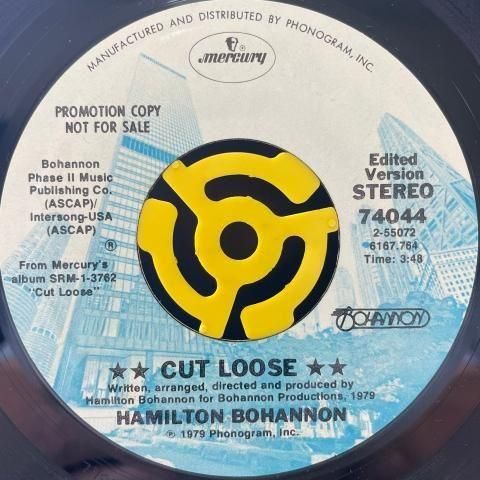 MANUFACTURED AND DISTRIBUTED BY PHONOGRAM, INC.
mercury
PROMOTION COPY
NOT FOR SALE
Bohannon
Phase II Music
Publishing Co.
(ASCAP)/
Intersong-USA
(ASCAP)
®
From Mercury's
album SRM-1-3762
"Cut Loose"
Edited
Version
STEREO
74044
2-55072
6167.764
Time: 3:48
BOHANNON
★★ CUT LOOSE ★★
Written, arranged, directed and produced by
Hamilton Bohannon for Bohannon Productions, 1979
HAMILTON BOHANNON
℗ 1979 Phonogram, Inc.